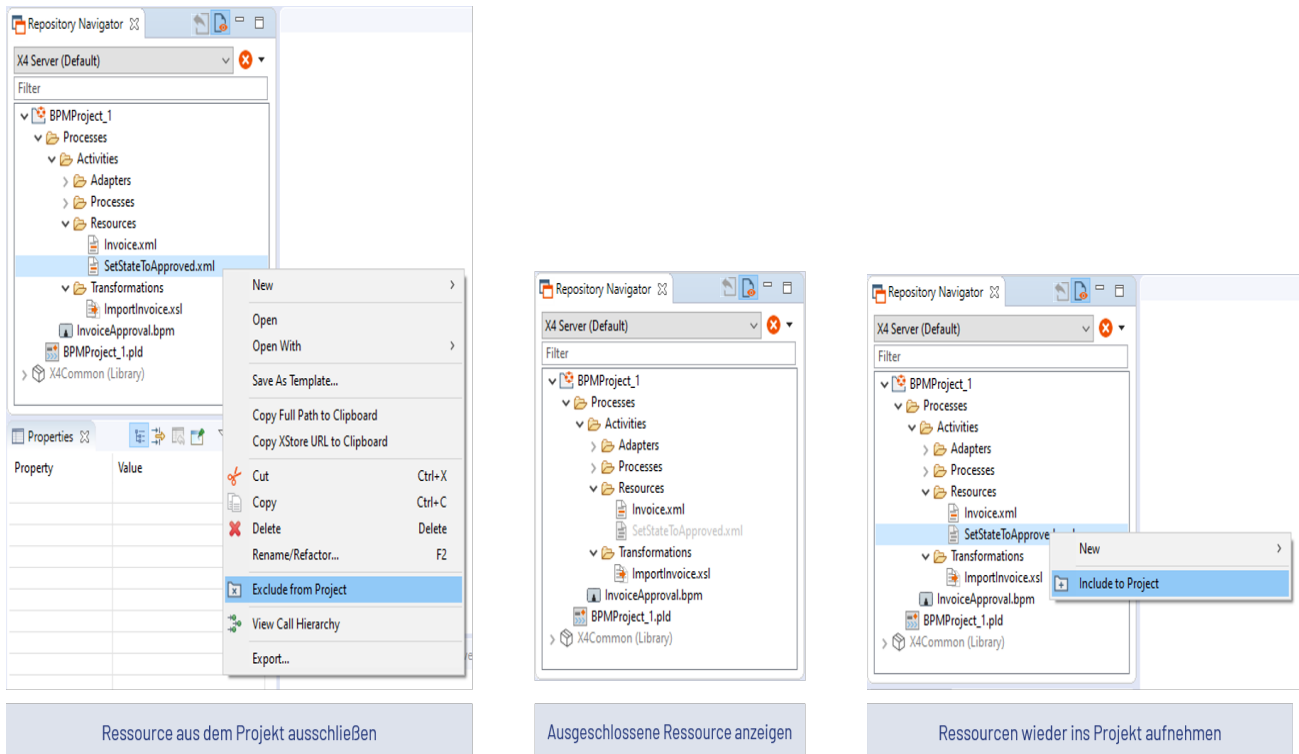 Repository Navigator
X4 Server (Default)
Filter
BPMProject_1
Processes
Activities
Adapters
Processes
Resources
Invoice.xml
SetStateToApproved.xml
Transformations
ImportInvoice.xsl
InvoiceApproval.bpm
BPMProject_1.pld
X4Common (Library)
Properties
Property Value
New
Open
Open With
Save As Template...
Copy Full Path to Clipboard
Copy XStore URL to Clipboard
Cut Ctrl+X
Copy Ctrl+C
Delete Delete
Rename/Refactor... F2
Exclude from Project
View Call Hierarchy
Export...
Ressource aus dem Projekt ausschließen
Repository Navigator
X4 Server (Default)
Filter
BPMProject_1
Processes
Activities
Adapters
Processes
Resources
Invoice.xml
SetStateToApproved.xml
Transformations
ImportInvoice.xsl
InvoiceApproval.bpm
BPMProject_1.pld
X4Common (Library)
Ausgeschlossene Ressource anzeigen
Repository Navigator
X4 Server (Default)
Filter
BPMProject_1
Processes
Activities
Adapters
Processes
Resources
Invoice.xml
SetStateToApprove
Transformations
ImportInvoice.xsl
InvoiceApproval.bpm
BPMProject_1.pld
X4Common (Library)
New
Include to Project
Ressourcen wieder ins Projekt aufnehmen